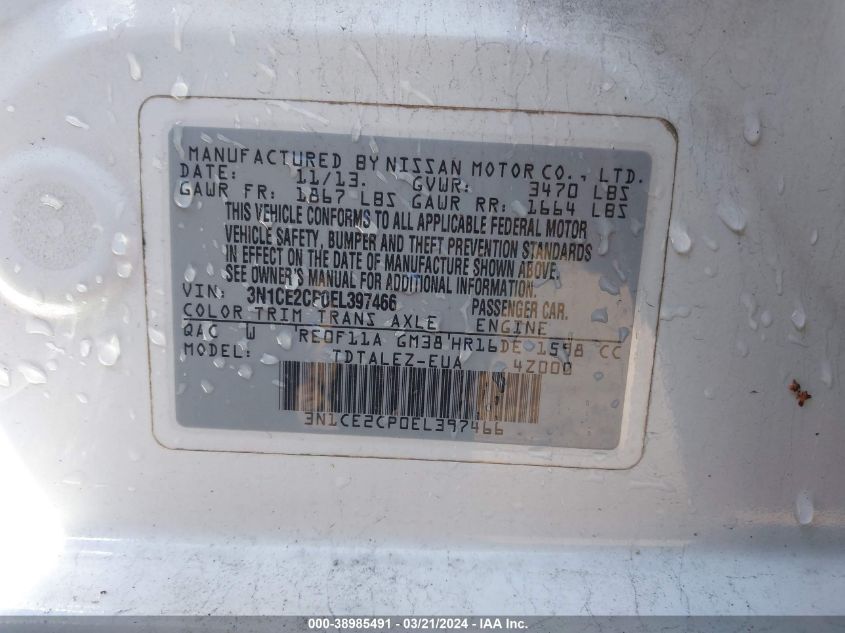 MANUFACTURED BY NISSAN MOTOR CO., LTD.
DATE: 11/13. GVWR: 3470 LBS
GAWR FR: 1867 LBS GAWR RR: 1664 LBS
THIS VEHICLE CONFORMS TO ALL APPLICABLE FEDERAL MOTOR
VEHICLE SAFETY, BUMPER AND THEFT PREVENTION STANDARDS
IN EFFECT ON THE DATE OF MANUFACTURE SHOWN ABOVE.
SEE OWNER'S MANUAL FOR ADDITIONAL INFORMATION.
VIN: 3N1CE2CP0EL397466 PASSENGER CAR.
COLOR TRIM TRANS AXLE ENGINE
QAC W RE0F11A GM38 HR16DE 1598 CC
MODEL: TDTALEZ-EUA 4Z000
3N1CE2CP0EL397466
000-38985491 / 03/21/2024 - IAA Inc.